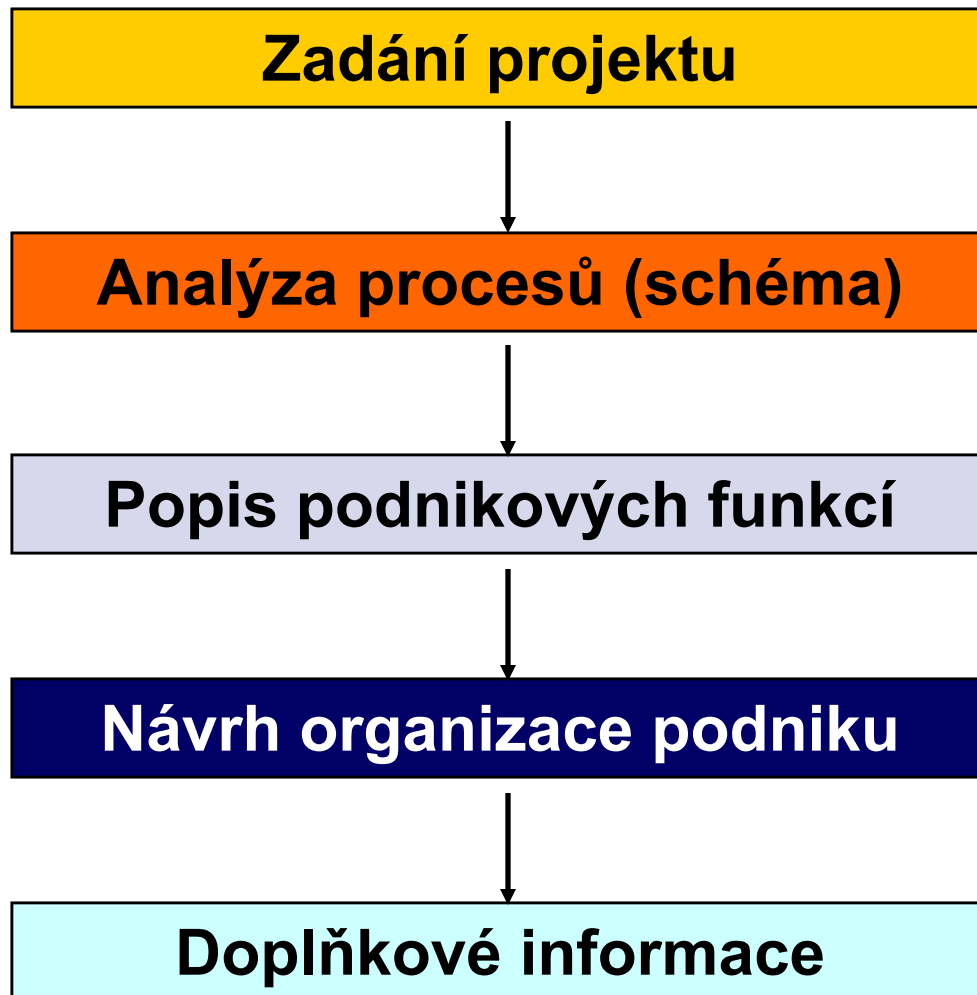 Zadání projektu
Analýza procesů (schéma)
Popis podnikových funkcí
Návrh organizace podniku
Doplňkové informace